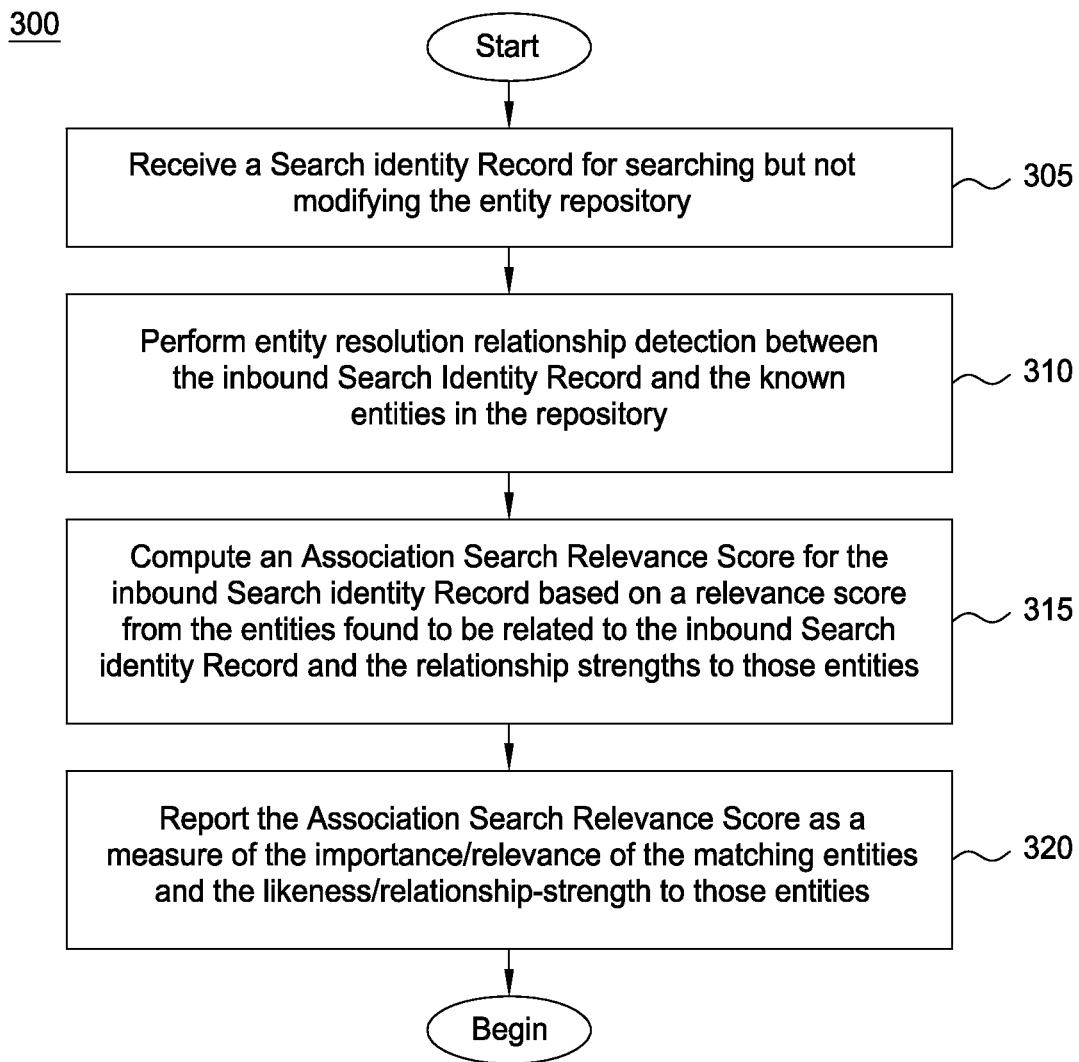 300
Start
Receive a Search identity Record for searching but not
modifying the entity repository
305
Perform entity resolution relationship detection between
the inbound Search Identity Record and the known
entities in the repository
310
Compute an Association Search Relevance Score for the
inbound Search identity Record based on a relevance score
from the entities found to be related to the inbound Search
identity Record and the relationship strengths to those entities
315
Report the Association Search Relevance Score as a
measure of the importance/relevance of the matching entities
and the likeness/relationship-strength to those entities
320
Begin